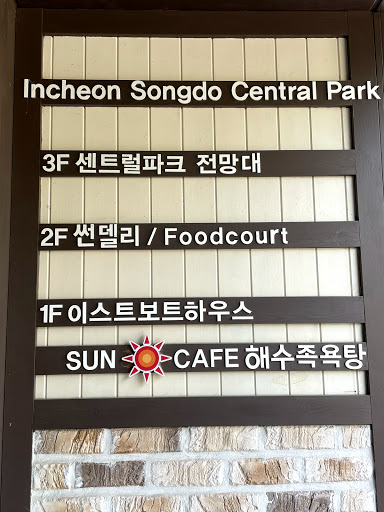 Incheon Songdo Central Park
3F 센트럴파크 전망대
2F 썬델리 / Foodcourt
1F 이스트보트하우스
SUN CAFE 해수족욕탕